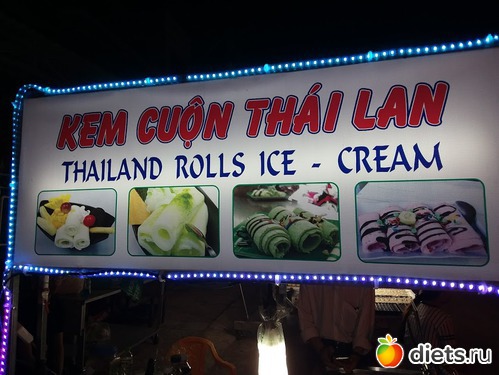 KEM CUỘN THÁI LAN
THAILAND ROLLS ICE - CREAM
diets.ru